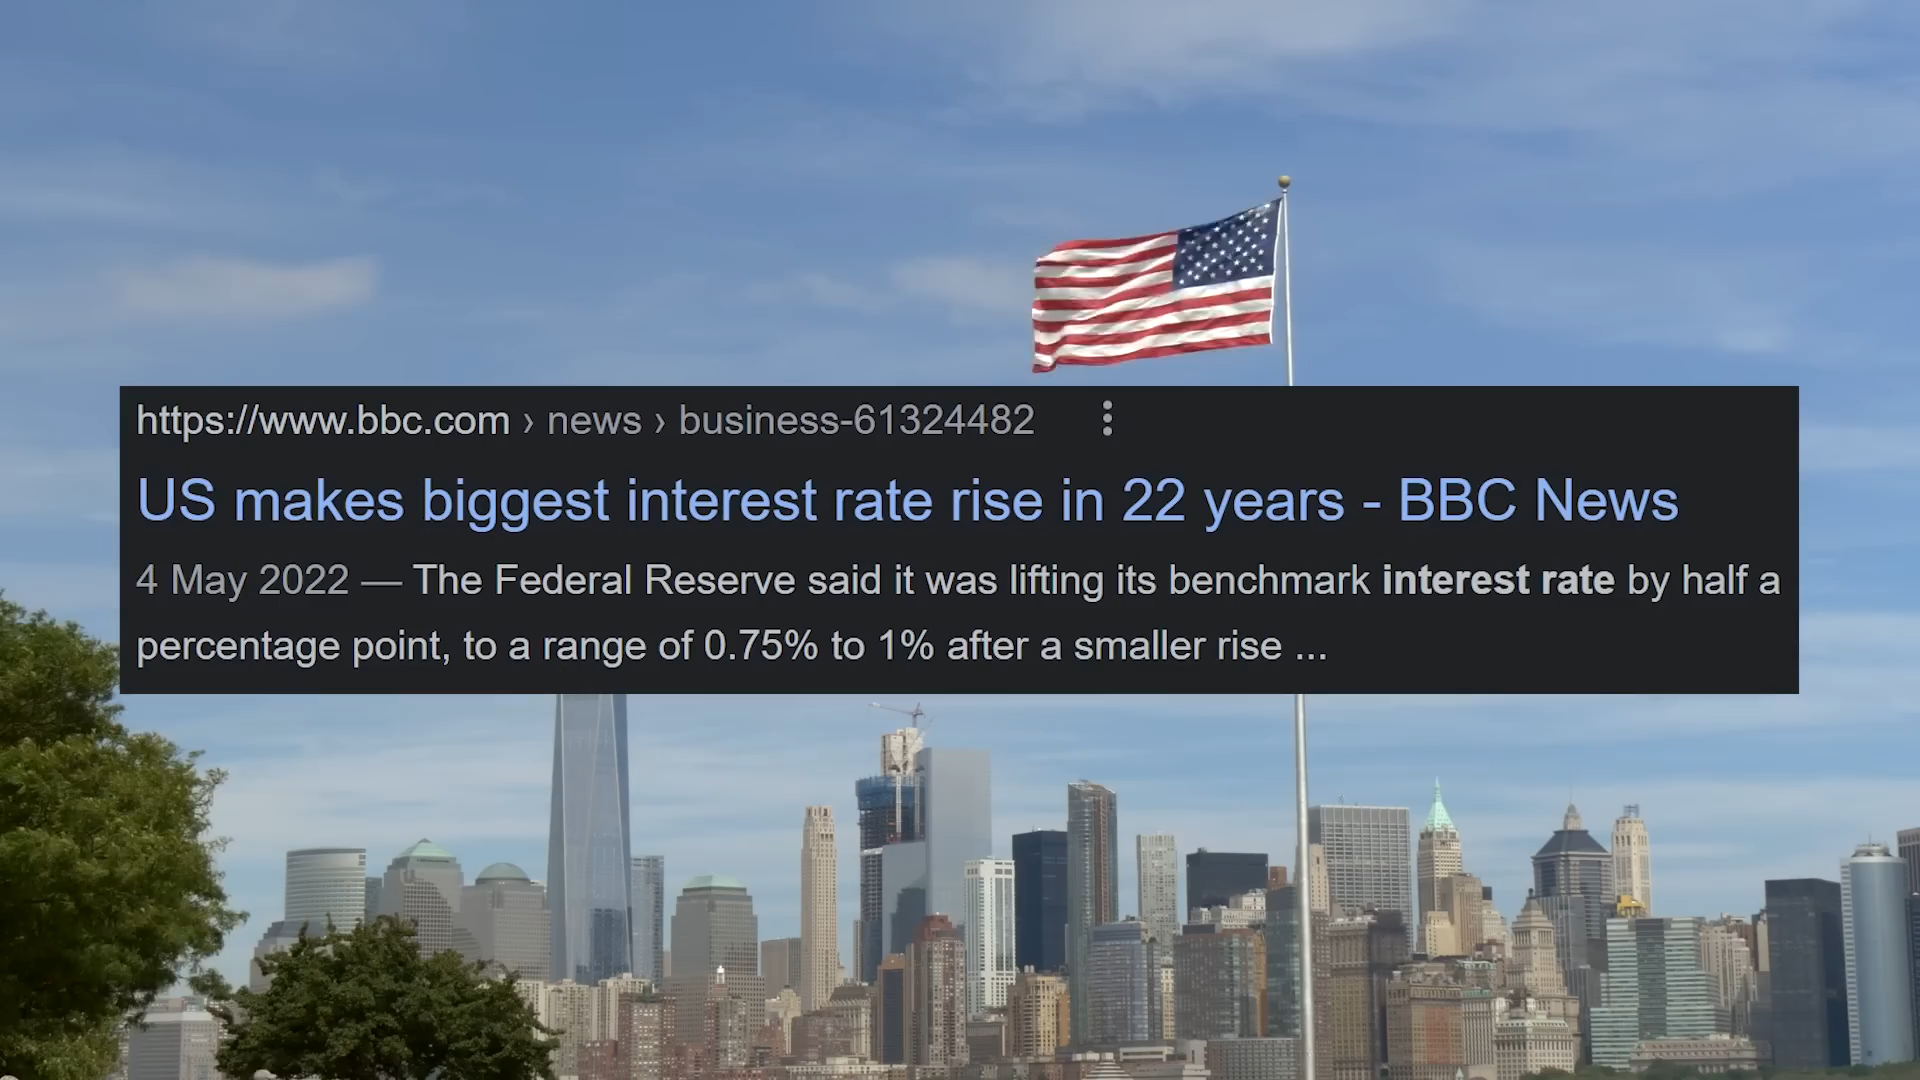 https://www.bbc.com › news › business-61324482
US makes biggest interest rate rise in 22 years - BBC News
4 May 2022 — The Federal Reserve said it was lifting its benchmark interest rate by half a
percentage point, to a range of 0.75% to 1% after a smaller rise ...